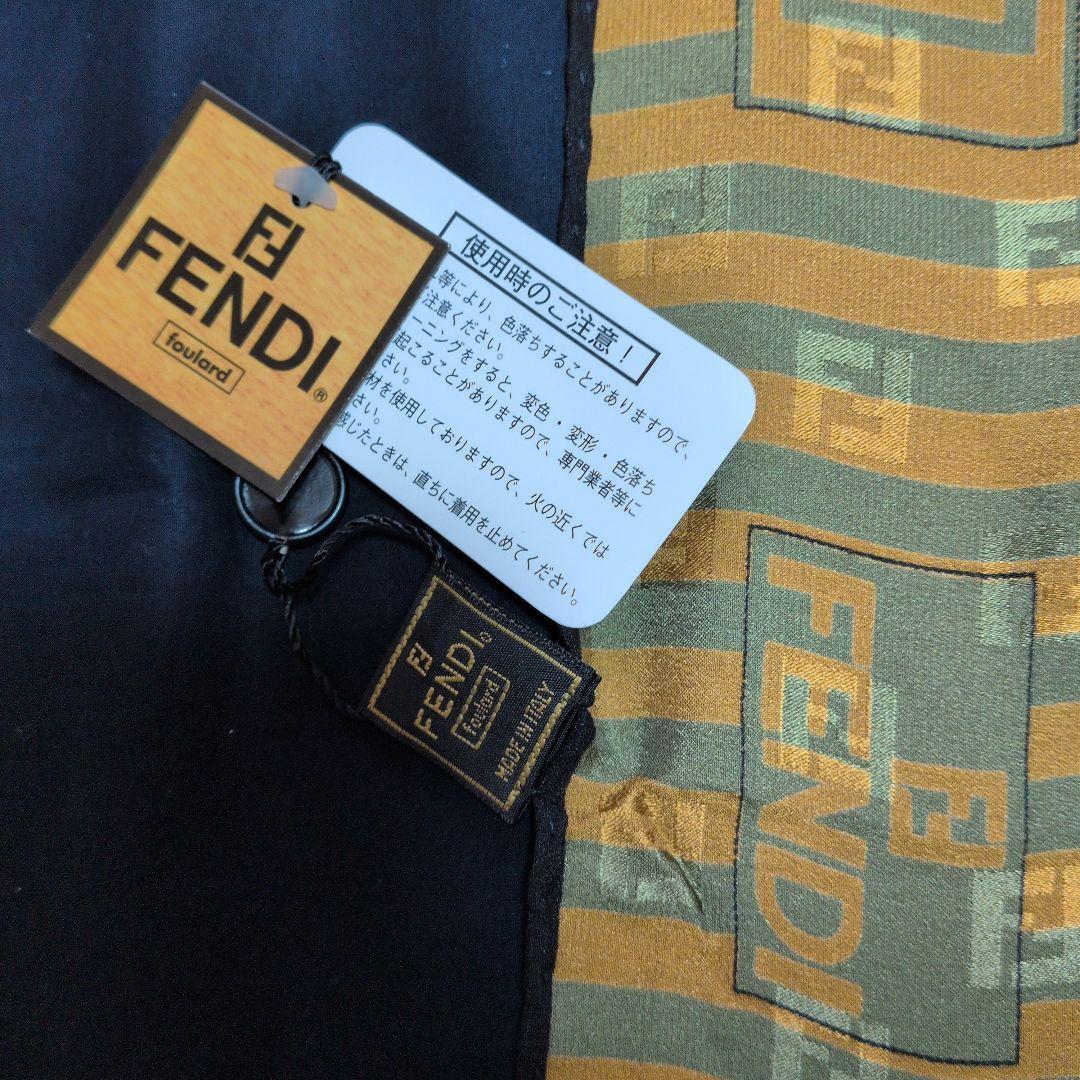 FENDI®
foulard
使用時のご注意！
等により、色落ちすることがありますので、
注意ください。
ーニングをすると、変色・変形・色落ち
起こることがありますので、専門業者等に
さい。
材を使用しておりますので、火の近くでは
ださい。
感じたときは、直ちに着用を止めてください。
FENDI
foulard
MADE IN ITALY
FENDI